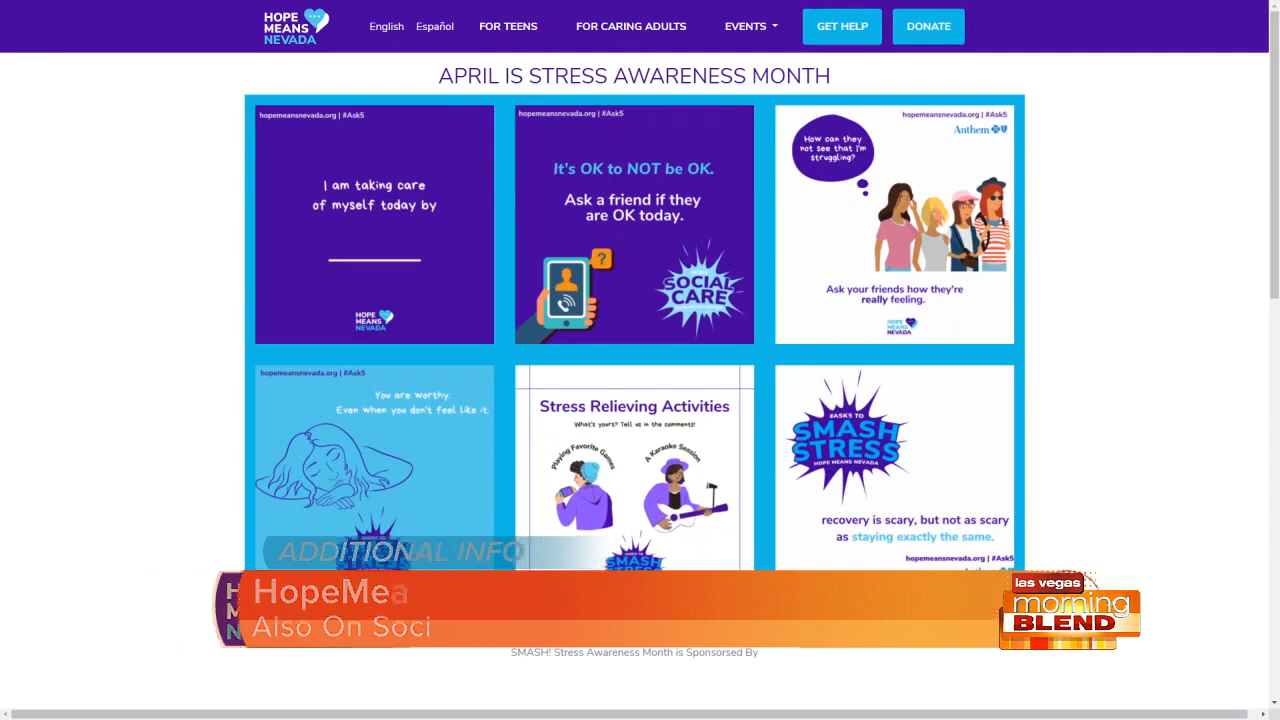 HOPE
MEANS
NEVADA
English Español FOR TEENS FOR CARING ADULTS EVENTS GET HELP DONATE
APRIL IS STRESS AWARENESS MONTH
hopemeansnevada.org | #Ask5
I am taking care
of myself today by
HOPE
MEANS
NEVADA
hopemeansnevada.org | #Ask5
It's OK to NOT be OK.
Ask a friend if they
are OK today.
?
SOCIAL
CARE
hopemeansnevada.org | #Ask5
Anthem
How can they
not see that I'm
struggling?
Ask your friends how they're
really feeling.
HOPE
MEANS
NEVADA
hopemeansnevada.org | #Ask5
You are worthy.
Even when you don't feel like it.
Stress Relieving Activities
What's yours? Tell us in the comments!
Playing Favorite Games
A Karaoke Session
SMASH
STRESS
#ASK5 TO
SMASH
STRESS
HOPE MEANS NEVADA
recovery is scary, but not as scary
as staying exactly the same.
hopemeansnevada.org | #Ask5
ADDITIONAL INFO
HopeMea
Also On Soci
las vegas
morning
BLEND
SMASH! Stress Awareness Month is Sponsorsed By